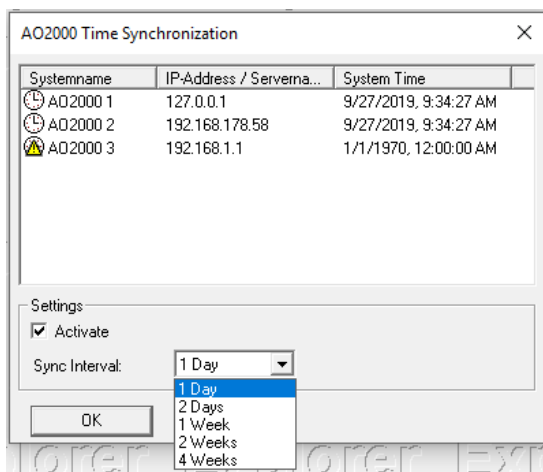 AO2000 Time Synchronization
Systemname IP-Address / Serverna... System Time
AO2000 1 127.0.0.1 9/27/2019, 9:34:27 AM
AO2000 2 192.168.178.58 9/27/2019, 9:34:27 AM
AO2000 3 192.168.1.1 1/1/1970, 12:00:00 AM
Settings
Activate
Sync Interval: 1 Day
1 Day
2 Days
1 Week
2 Weeks
4 Weeks
OK